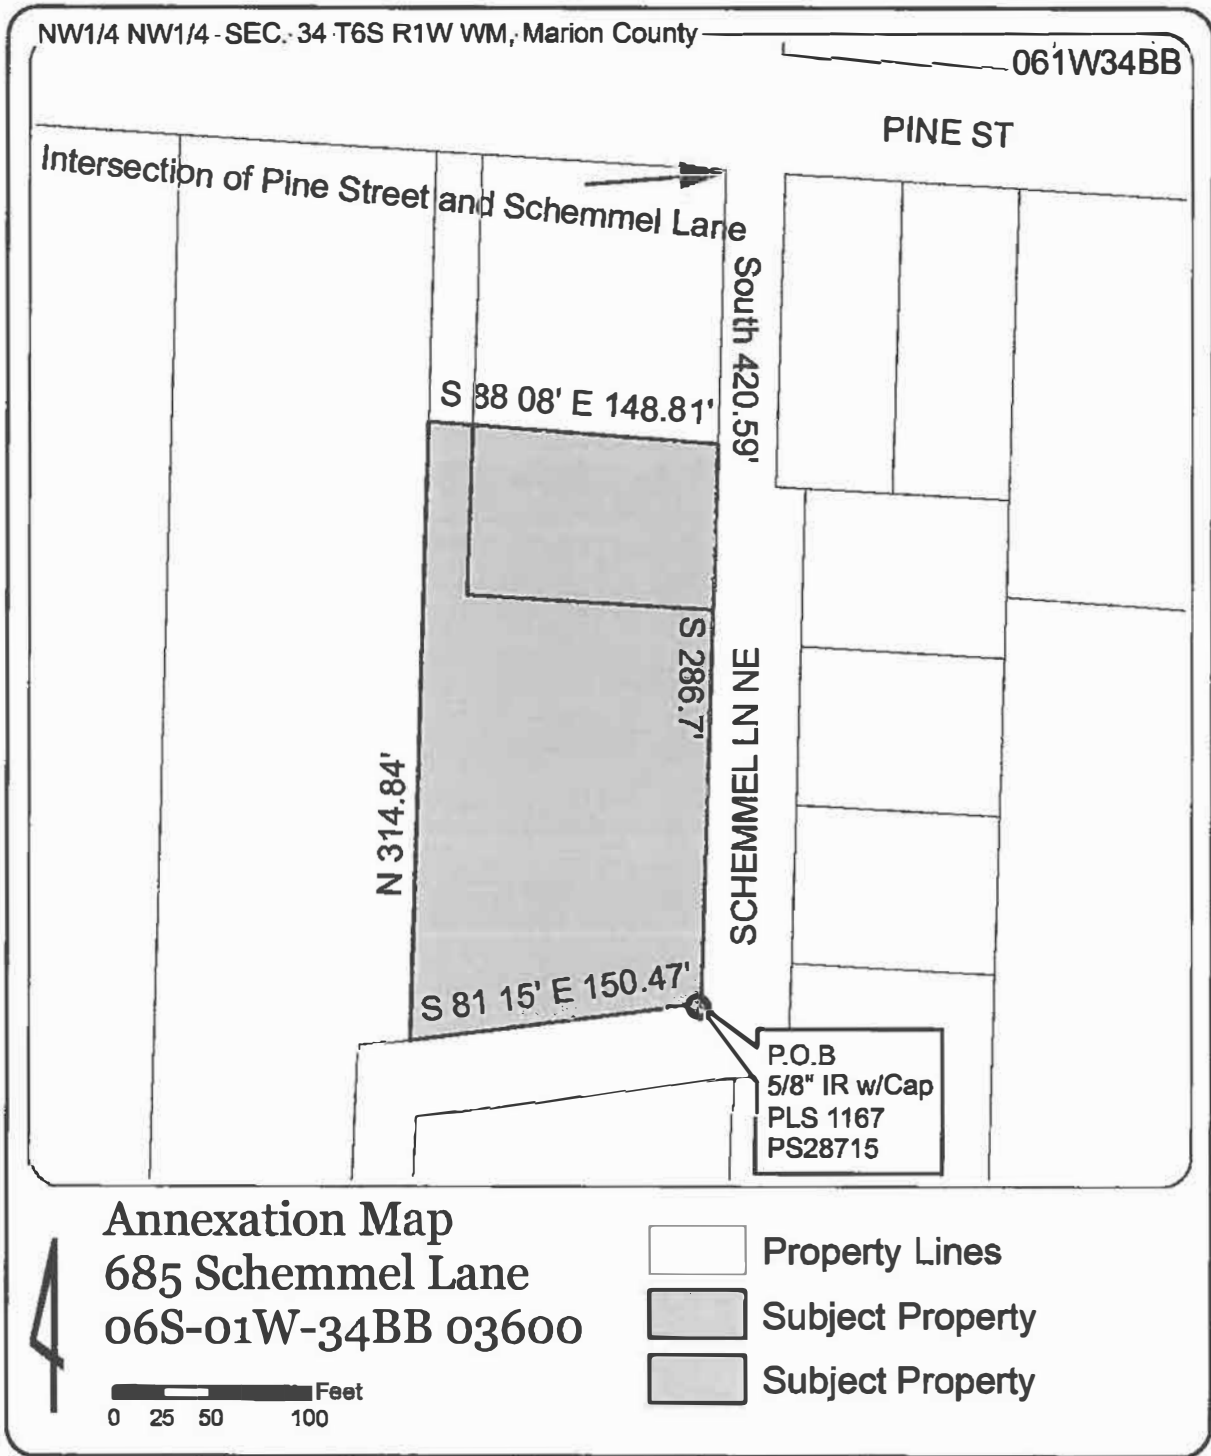 NW1/4 NW1/4 SEC. 34 T6S R1W WM, Marion County
061W34BB
PINE ST
Intersection of Pine Street and Schemmel Lane
South 420.59'
S 88 08' E 148.81'
S 286.7'
SCHEMMEL LN NE
N 314.84'
S 81 15' E 150.47'
P.O.B
5/8" IR w/Cap
PLS 1167
PS28715
Annexation Map
685 Schemmel Lane
06S-01W-34BB 03600
Feet
0 25 50 100
Property Lines
Subject Property
Subject Property